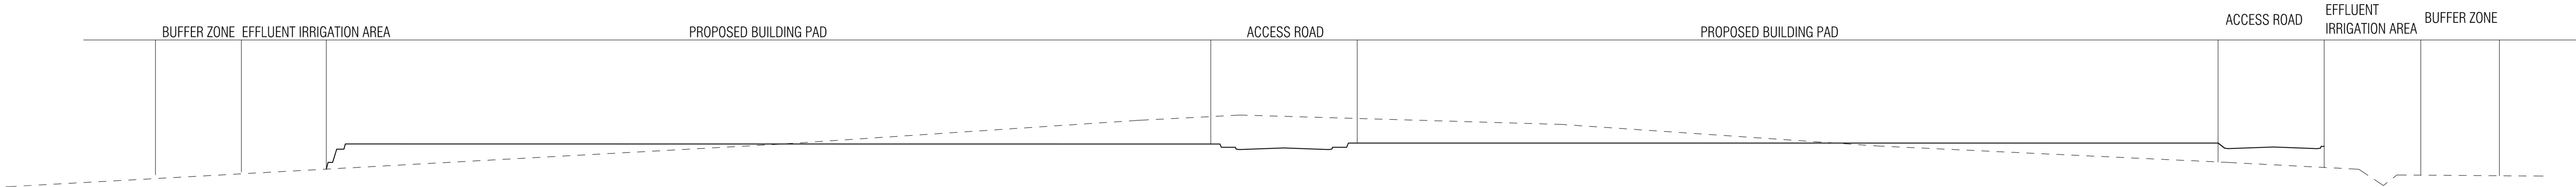 BUFFER ZONE
EFFLUENT IRRIGATION AREA
PROPOSED BUILDING PAD
ACCESS ROAD
PROPOSED BUILDING PAD
ACCESS ROAD
EFFLUENT
IRRIGATION AREA
BUFFER ZONE